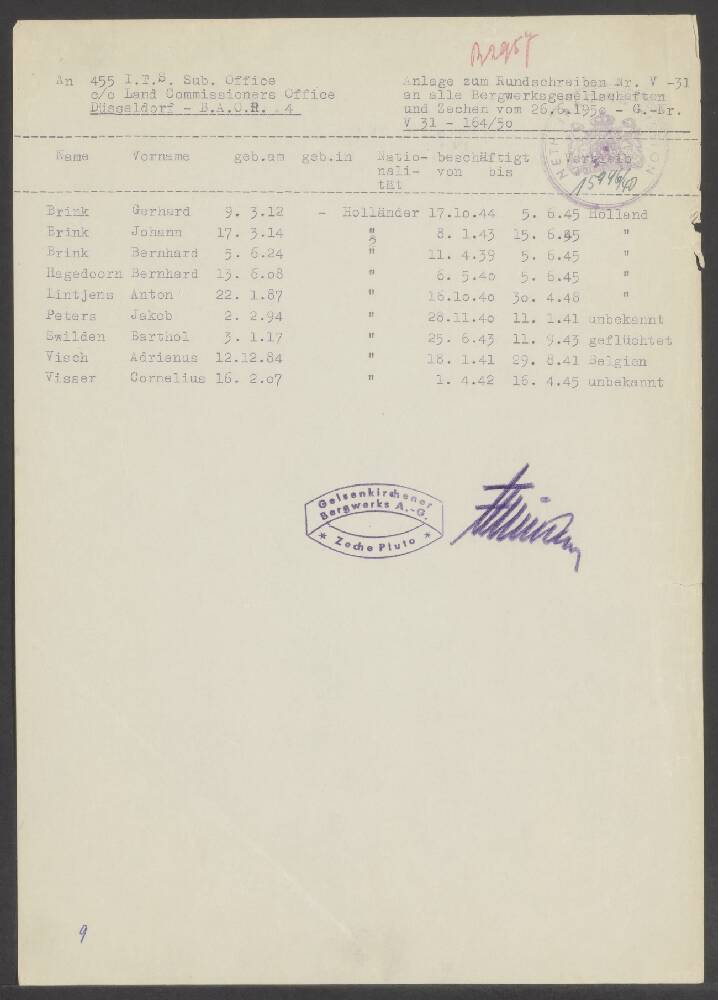 An 455 I.T.S. Sub. Office
c/o Land Commissioners Office
Düsseldorf - B.A.O.R. 4
Anlage zum Rundschreiben Nr. V -31
an alle Bergwerksgesellschaften
und Zechen vom 26.6.1950 - G.-Nr.
V 31 - 164/50
Name Vorname geb.am geb.in Natio- beschäftigt Verbleib
nali- von bis
tät
Brink Gerhard 9. 3.12 - Holländer 17.10.44 5. 6.45 Holland
Brink Johann 17. 3.14 " 8. 1.43 15. 6.45 "
Brink Bernhard 5. 6.24 " 11. 4.39 5. 6.45 "
Hagedoorn Bernhard 13. 6.08 " 6. 5.40 5. 6.45 "
Lintjens Anton 22. 1.87 " 16.10.40 30. 4.48 "
Peters Jakob 2. 2.94 " 28.11.40 11. 1.41 unbekannt
Swilden Barthol 3. 1.17 " 25. 6.43 11. 9.43 geflüchtet
Visch Adrienus 12.12.84 " 18. 1.41 29. 8.41 Belgien
Visser Cornelius 16. 2.07 " 1. 4.42 16. 4.45 unbekannt
Gelsenkirchener
Bergwerks A.-G.
* Zeche Pluto *
9